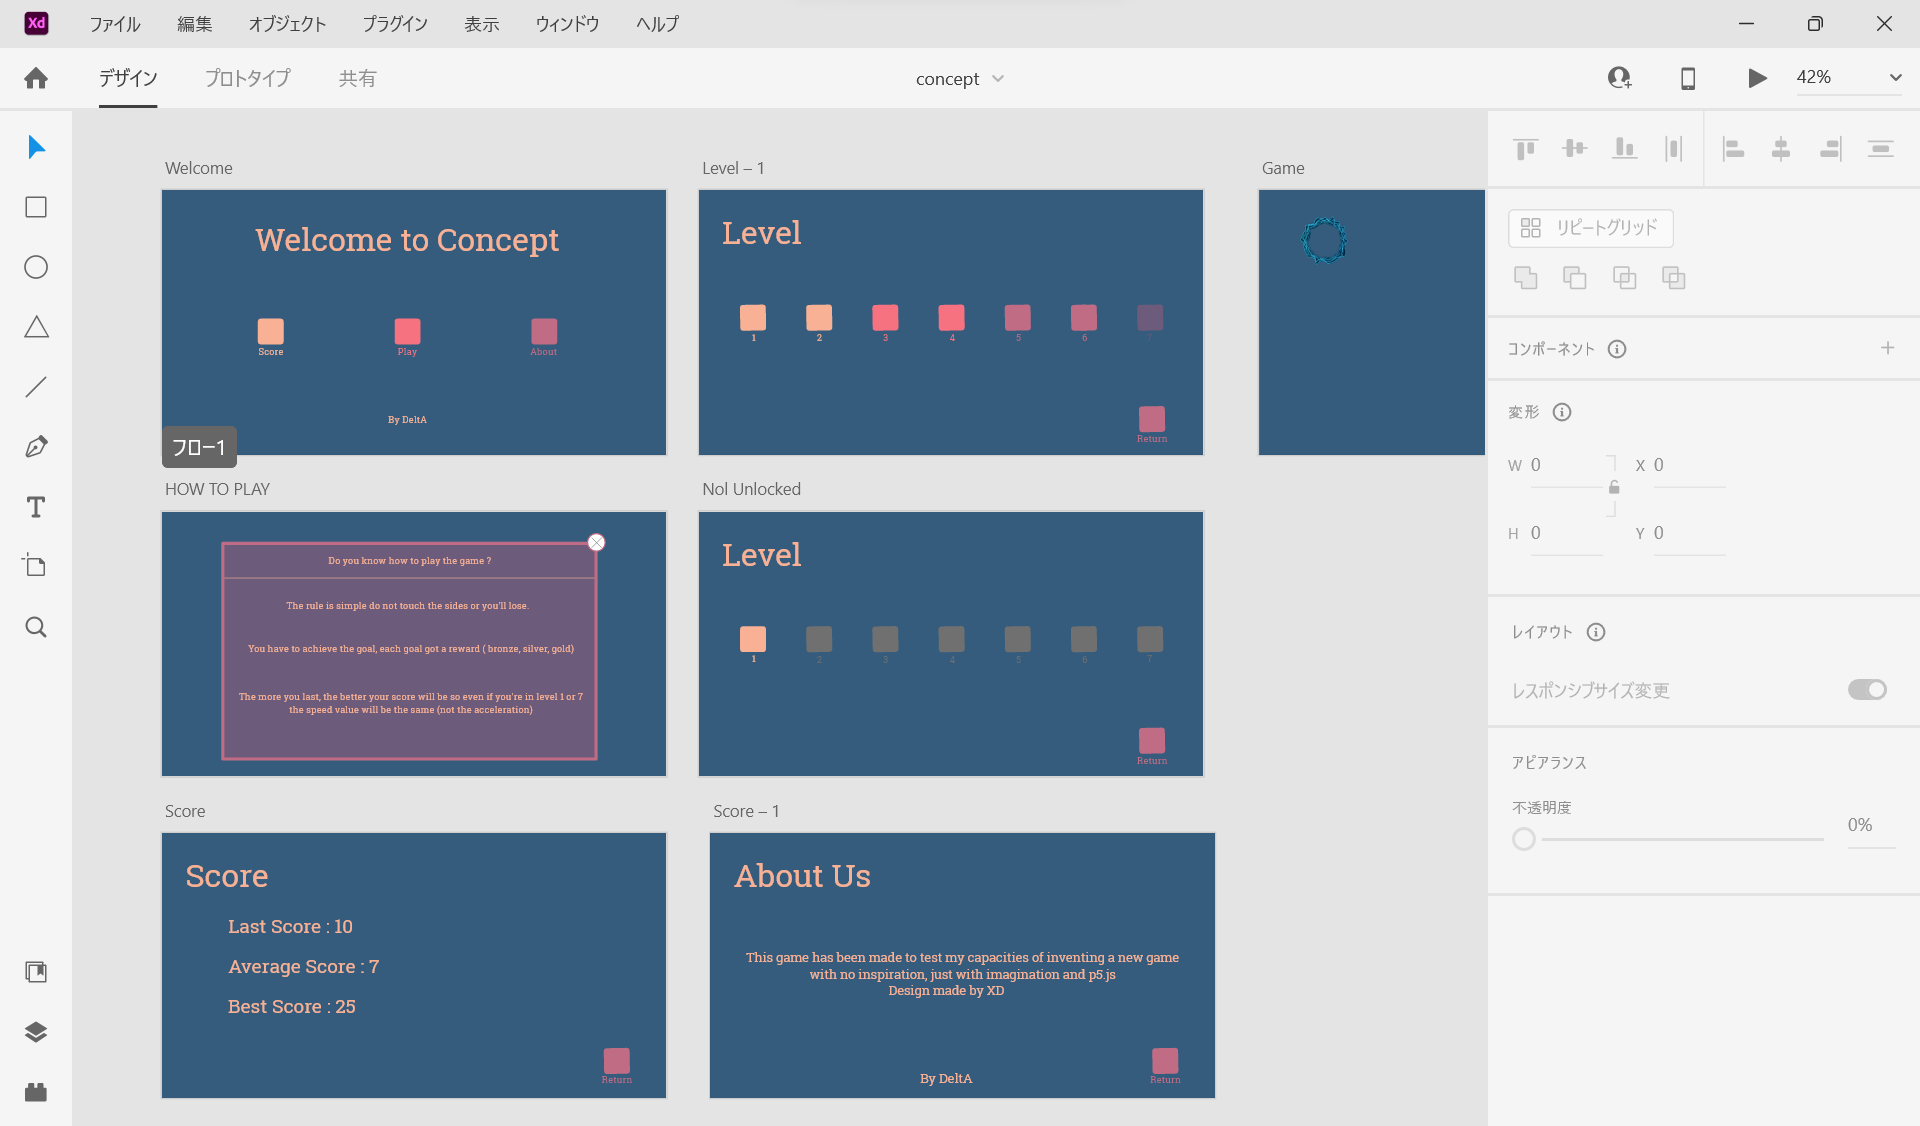 Xd ファイル 編集 オブジェクト プラグイン 表示 ウィンドウ ヘルプ
デザイン プロトタイプ 共有 concept 42%
Welcome
Welcome to Concept
Score Play About
By DeltA
フロー1
Level – 1
Level
1 2 3 4 5 6 7
Return
Game
HOW TO PLAY
Do you know how to play the game ?
The rule is simple do not touch the sides or you'll lose.
You have to achieve the goal, each goal got a reward ( bronze, silver, gold)
The more you last, the better your score will be so even if you're in level 1 or 7
the speed value will be the same (not the acceleration)
Nol Unlocked
Level
1 2 3 4 5 6 7
Return
Score
Score
Last Score : 10
Average Score : 7
Best Score : 25
Return
Score – 1
About Us
This game has been made to test my capacities of inventing a new game
with no inspiration, just with imagination and p5.js
Design made by XD
By DeltA
Return
リピートグリッド
コンポーネント
変形
W 0 X 0
H 0 Y 0
レイアウト
レスポンシブサイズ変更
アピアランス
不透明度
0%